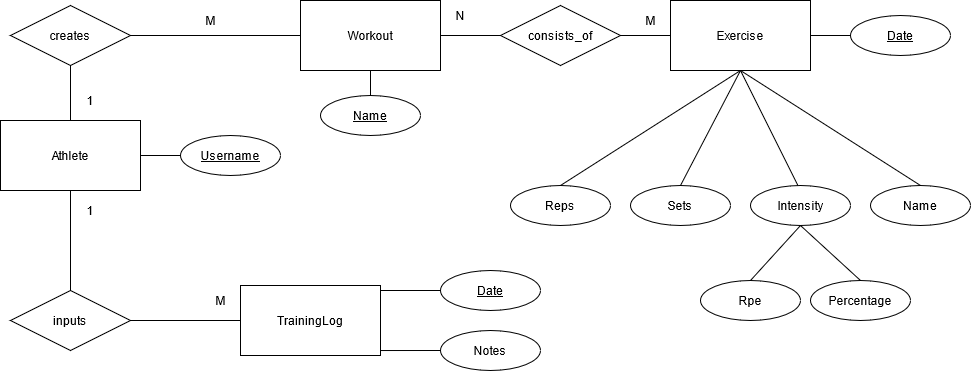 creates
M
Workout
N
consists_of
M
Exercise
Date
1
Name
Athlete
Username
1
Reps
Sets
Intensity
Name
inputs
M
TrainingLog
Date
Notes
Rpe
Percentage